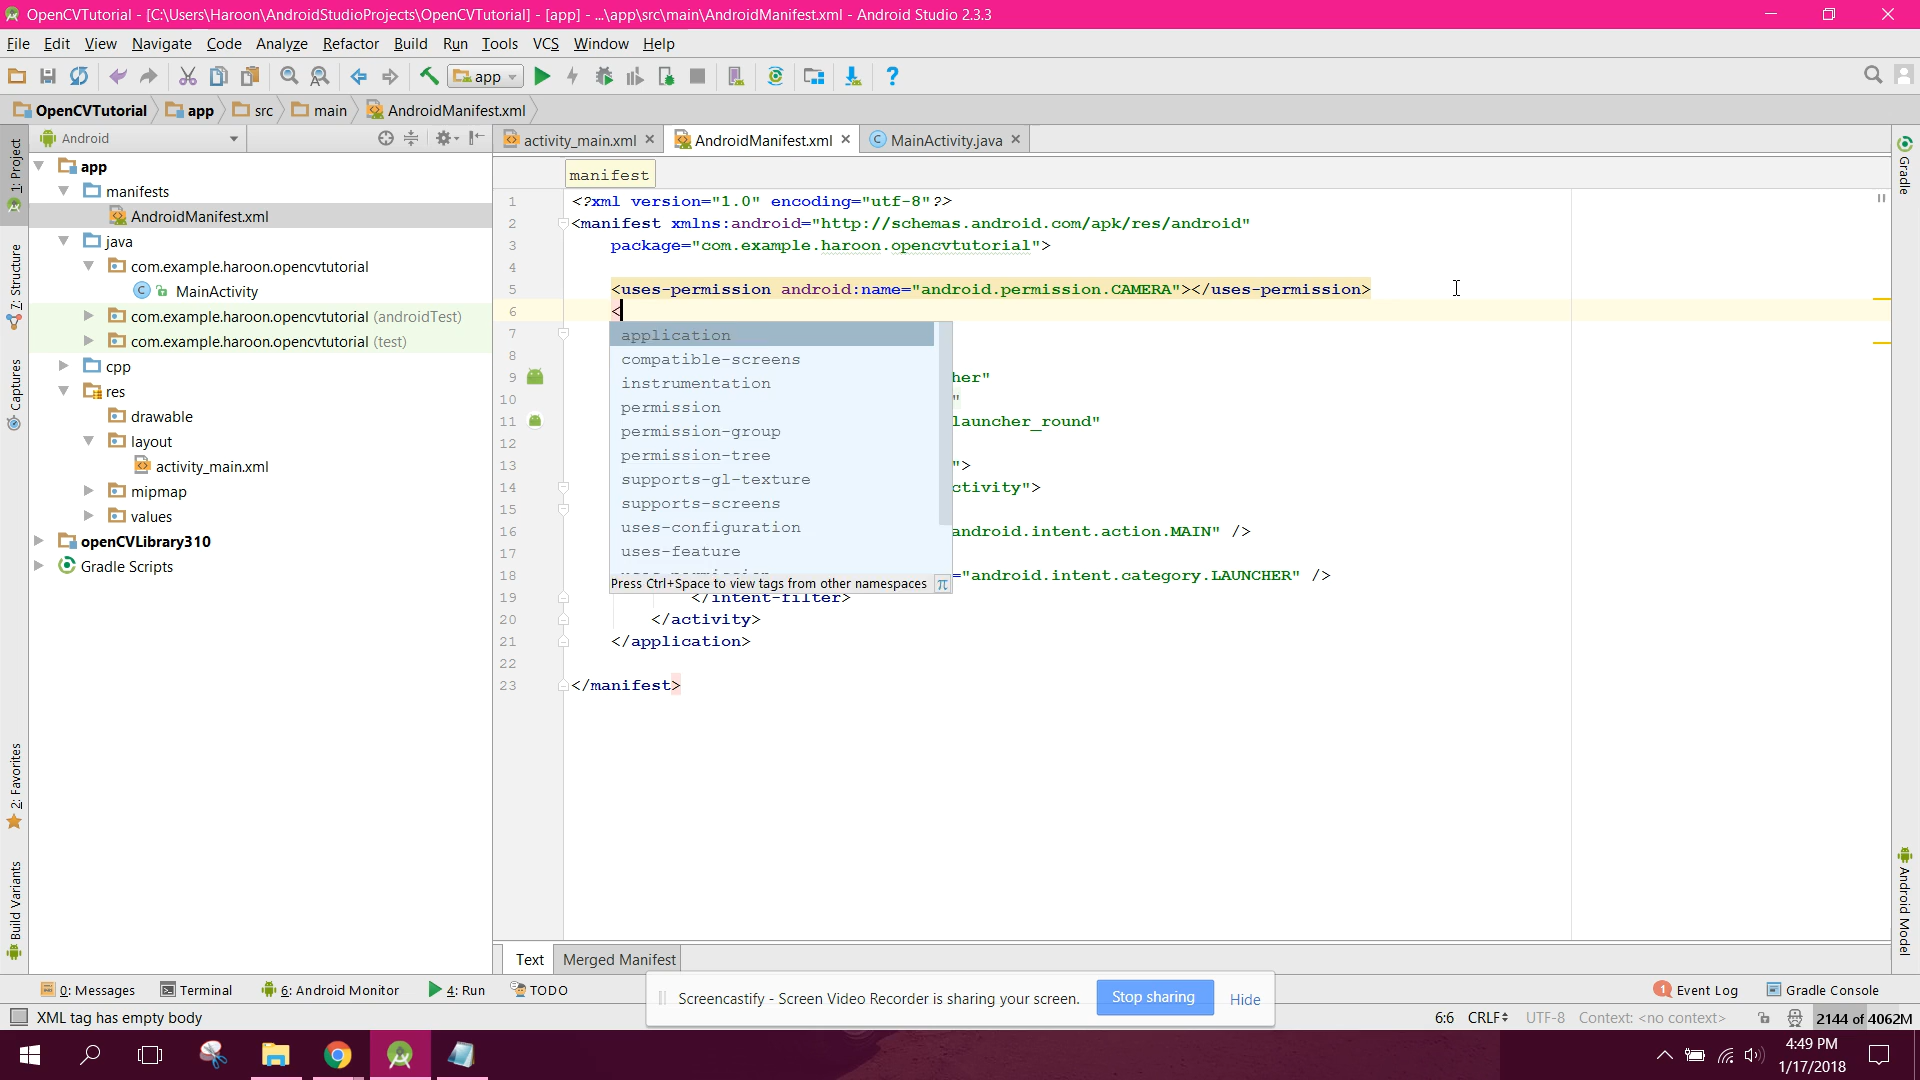 OpenCVTutorial - [C:\Users\Haroon\AndroidStudioProjects\OpenCVTutorial] - [app] - ...\app\src\main\AndroidManifest.xml - Android Studio 2.3.3
File Edit View Navigate Code Analyze Refactor Build Run Tools VCS Window Help
app
OpenCVTutorial app src main AndroidManifest.xml
Android
activity_main.xml AndroidManifest.xml MainActivity.java
1: Project
7: Structure
Captures
2: Favorites
Build Variants
app
manifests
AndroidManifest.xml
java
com.example.haroon.opencvtutorial
MainActivity
com.example.haroon.opencvtutorial (androidTest)
com.example.haroon.opencvtutorial (test)
cpp
res
drawable
layout
activity_main.xml
mipmap
values
openCVLibrary310
Gradle Scripts
manifest
1 <?xml version="1.0" encoding="utf-8"?>
2 <manifest xmlns:android="http://schemas.android.com/apk/res/android"
3 package="com.example.haroon.opencvtutorial">
4
5 <uses-permission android:name="android.permission.CAMERA"></uses-permission>
6 <
7
8
9 her"
10 "
11 launcher_round"
12
13 ">
14 ctivity">
15
16 android.intent.action.MAIN" />
17
18 ="android.intent.category.LAUNCHER" />
19 </intent-filter>
20 </activity>
21 </application>
22
23 </manifest>
application
compatible-screens
instrumentation
permission
permission-group
permission-tree
supports-gl-texture
supports-screens
uses-configuration
uses-feature
Press Ctrl+Space to view tags from other namespaces π
Gradle
Android Model
Text Merged Manifest
0: Messages Terminal 6: Android Monitor 4: Run TODO
1 Event Log Gradle Console
Screencastify - Screen Video Recorder is sharing your screen. Stop sharing Hide
XML tag has empty body
6:6 CRLF UTF-8 Context: <no context> 2144 of 4062M
4:49 PM
1/17/2018